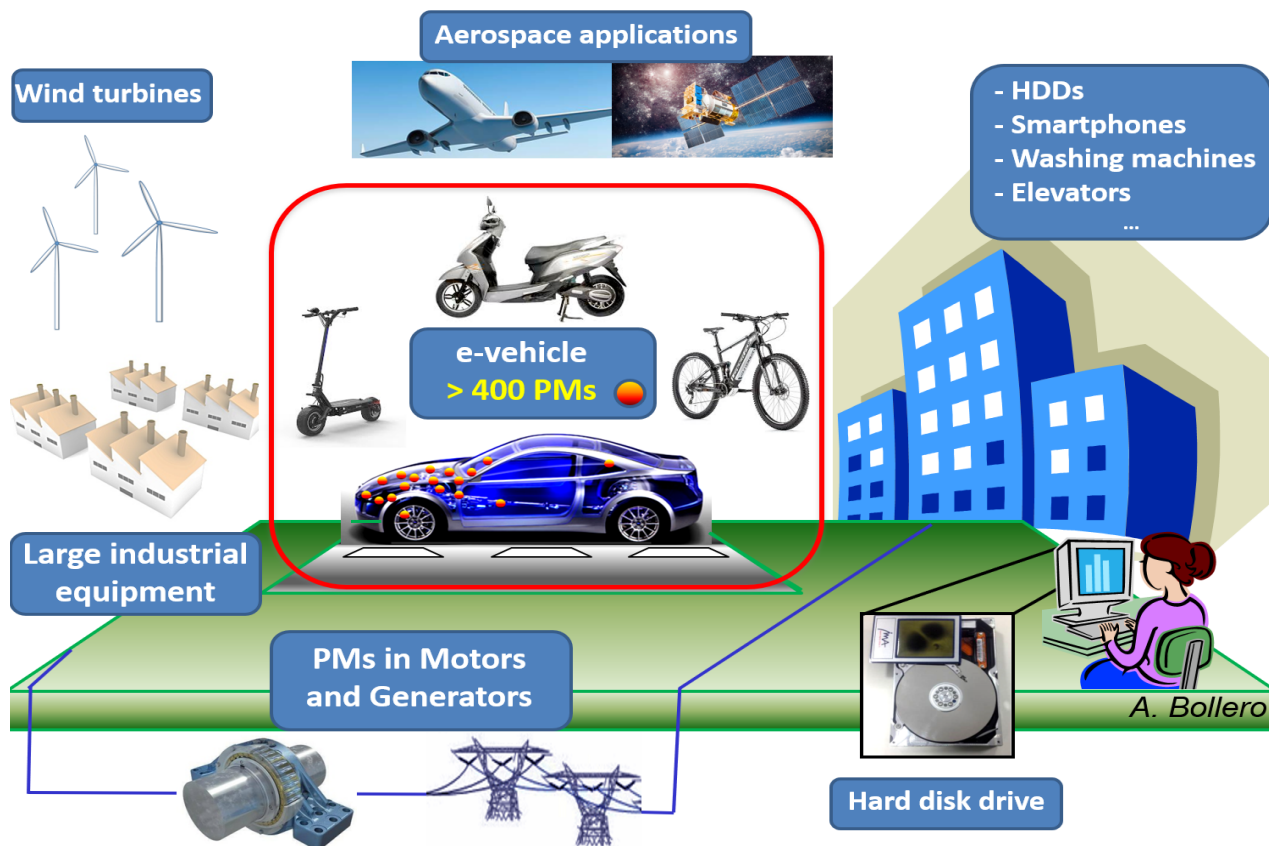 Aerospace applications
Wind turbines
- HDDs
- Smartphones
- Washing machines
- Elevators
...
e-vehicle
> 400 PMs
Large industrial
equipment
PMs in Motors
and Generators
A. Bollero
Hard disk drive